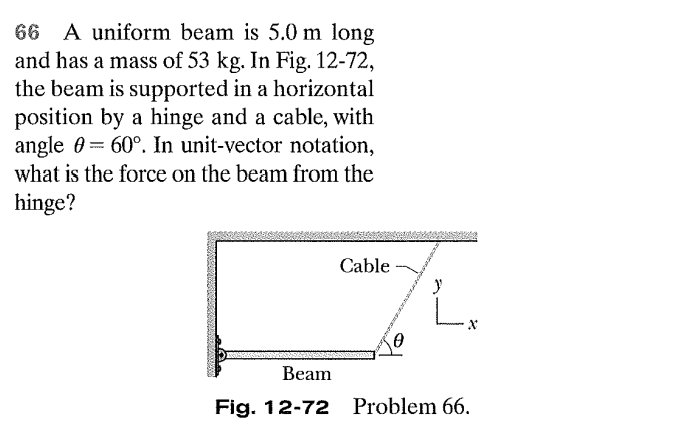 66 A uniform beam is 5.0 m long
and has a mass of 53 kg. In Fig. 12-72,
the beam is supported in a horizontal
position by a hinge and a cable, with
angle θ = 60°. In unit-vector notation,
what is the force on the beam from the
hinge?
Cable
y
x
θ
Beam
Fig. 12-72 Problem 66.